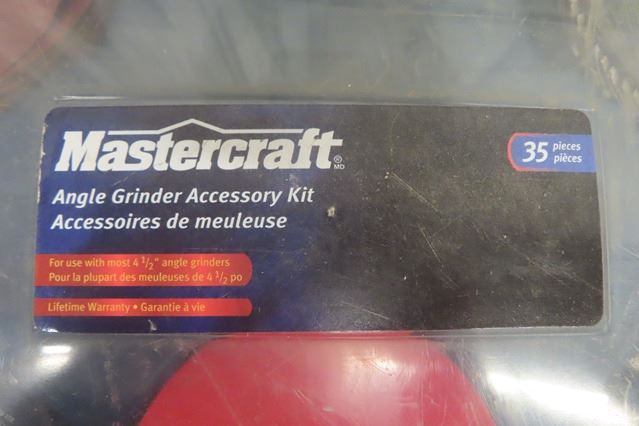 Mastercraft®
MD
35 pieces
pièces
Angle Grinder Accessory Kit
Accessoires de meuleuse
For use with most 4 1/2" angle grinders
Pour la plupart des meuleuses de 4 1/2 po
Lifetime Warranty • Garantie à vie